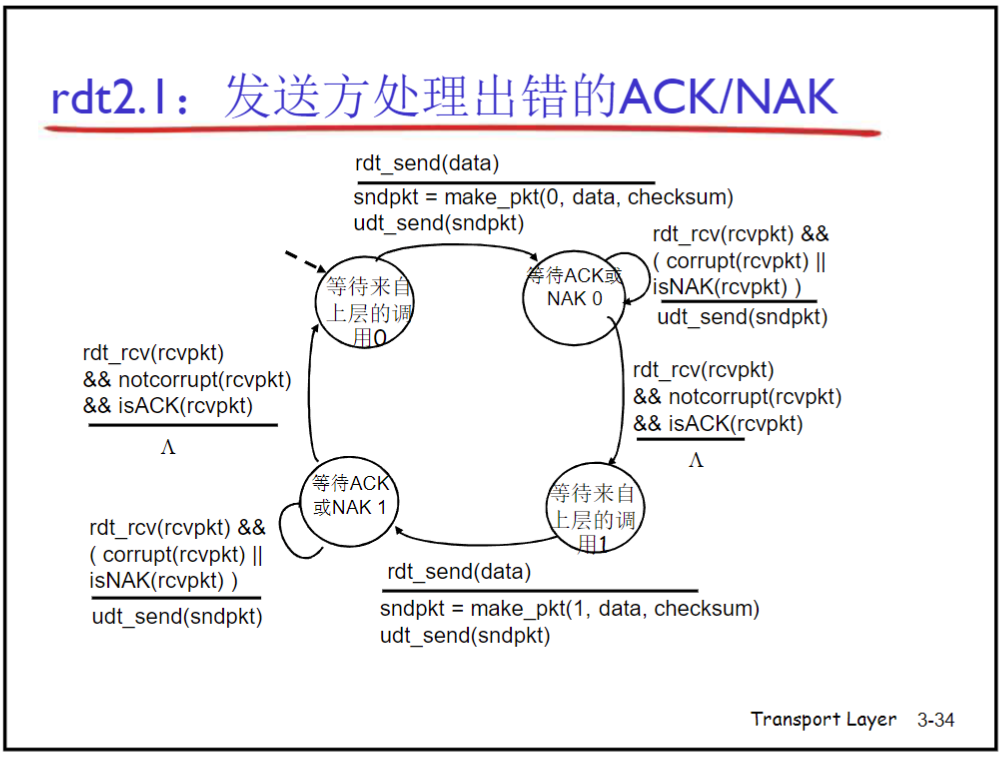 rdt2.1：发送方处理出错的ACK/NAK
rdt_send(data)
sndpkt = make_pkt(0, data, checksum)
udt_send(sndpkt)
等待来自
上层的调
用0
等待ACK或
NAK 0
rdt_rcv(rcvpkt) &&
( corrupt(rcvpkt) ||
isNAK(rcvpkt) )
udt_send(sndpkt)
rdt_rcv(rcvpkt)
&& notcorrupt(rcvpkt)
&& isACK(rcvpkt)
Λ
rdt_rcv(rcvpkt)
&& notcorrupt(rcvpkt)
&& isACK(rcvpkt)
Λ
等待ACK
或NAK 1
等待来自
上层的调
用1
rdt_rcv(rcvpkt) &&
( corrupt(rcvpkt) ||
isNAK(rcvpkt) )
udt_send(sndpkt)
rdt_send(data)
sndpkt = make_pkt(1, data, checksum)
udt_send(sndpkt)
Transport Layer 3-34